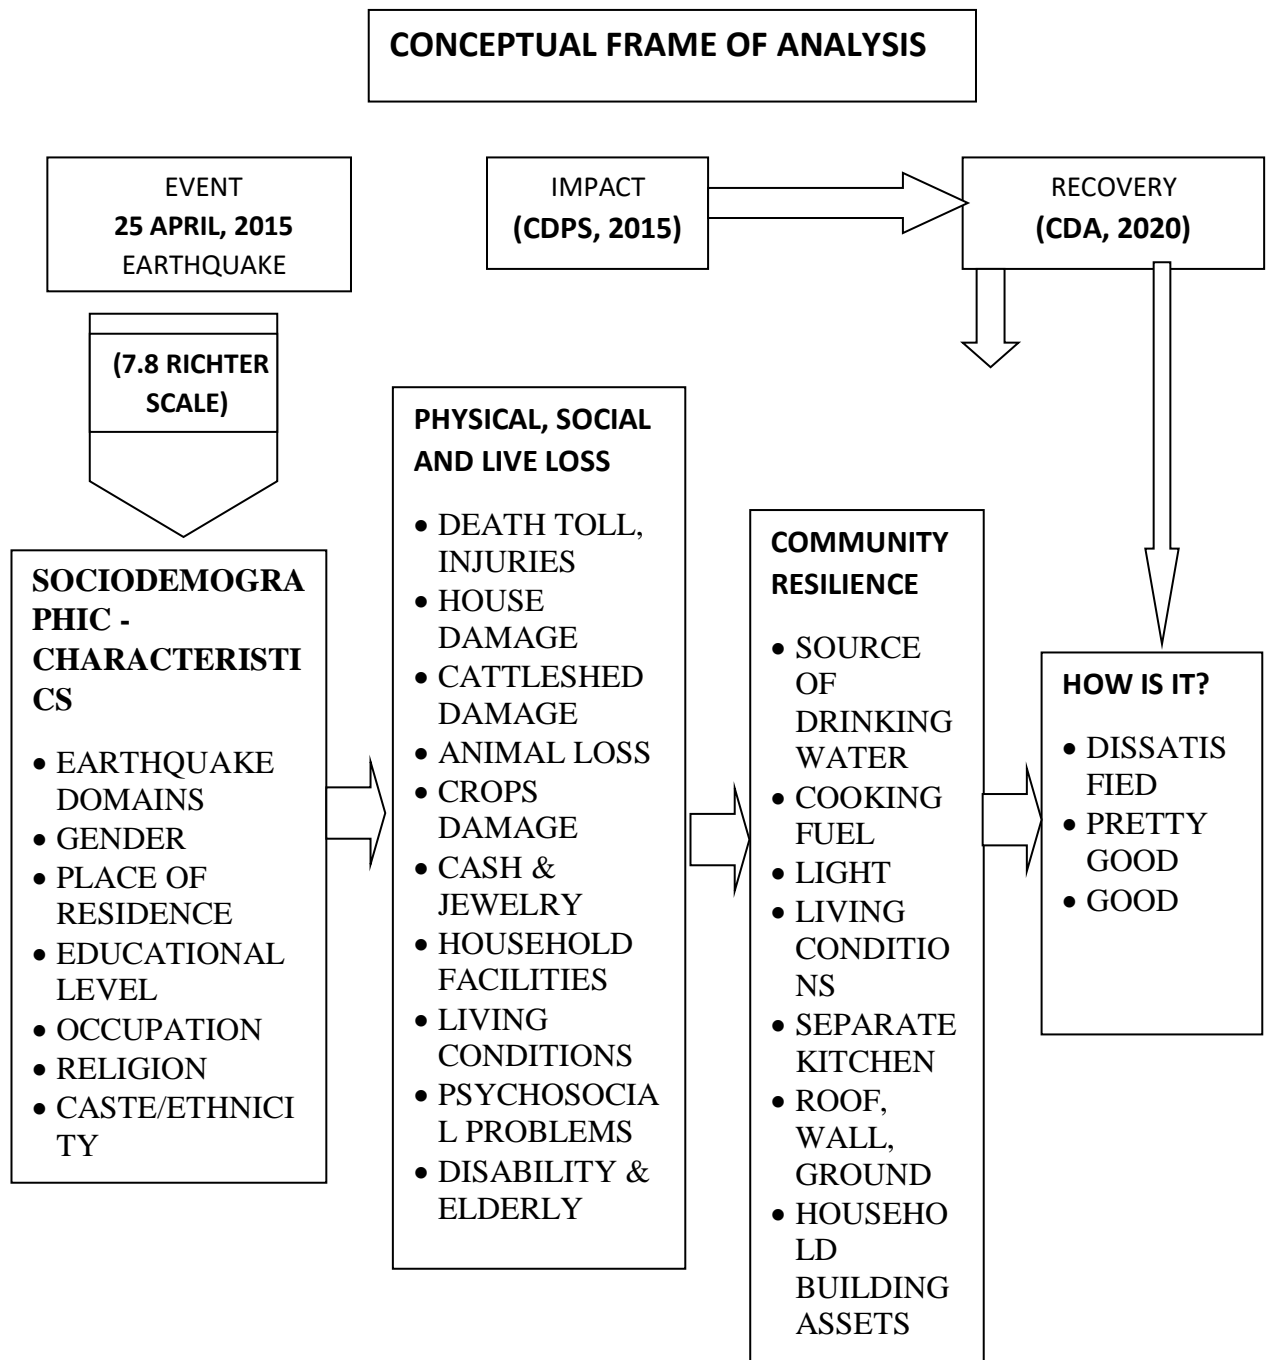 CONCEPTUAL FRAME OF ANALYSIS
EVENT
25 APRIL, 2015
EARTHQUAKE
IMPACT
(CDPS, 2015)
RECOVERY
(CDA, 2020)
(7.8 RICHTER
SCALE)
SOCIODEMOGRA
PHIC -
CHARACTERISTI
CS
• EARTHQUAKE
DOMAINS
• GENDER
• PLACE OF
RESIDENCE
• EDUCATIONAL
LEVEL
• OCCUPATION
• RELIGION
• CASTE/ETHNICI
TY
PHYSICAL, SOCIAL
AND LIVE LOSS
• DEATH TOLL,
INJURIES
• HOUSE
DAMAGE
• CATTLESHED
DAMAGE
• ANIMAL LOSS
• CROPS
DAMAGE
• CASH &
JEWELRY
• HOUSEHOLD
FACILITIES
• LIVING
CONDITIONS
• PSYCHOSOCIA
L PROBLEMS
• DISABILITY &
ELDERLY
COMMUNITY
RESILIENCE
• SOURCE
OF
DRINKING
WATER
• COOKING
FUEL
• LIGHT
• LIVING
CONDITIO
NS
• SEPARATE
KITCHEN
• ROOF,
WALL,
GROUND
• HOUSEHO
LD
BUILDING
ASSETS
HOW IS IT?
• DISSATIS
FIED
• PRETTY
GOOD
• GOOD